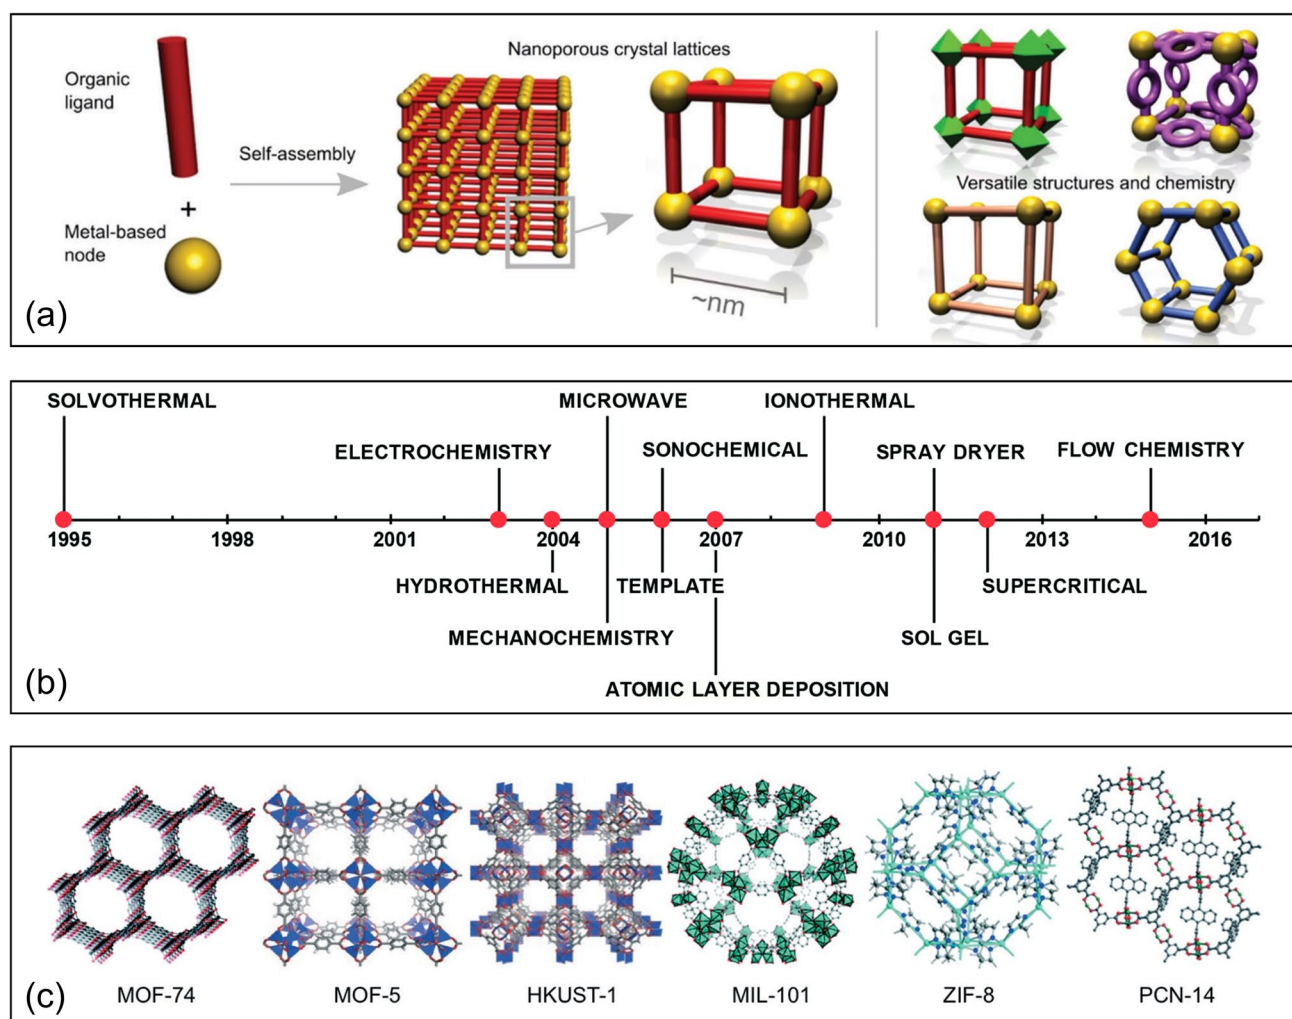 Organic
ligand
+
Metal-based
node
Self-assembly
Nanoporous crystal lattices
~nm
Versatile structures and chemistry
(a)
SOLVOTHERMAL
MICROWAVE
IONOTHERMAL
ELECTROCHEMISTRY
SONOCHEMICAL
SPRAY DRYER
FLOW CHEMISTRY
1995
1998
2001
2004
2007
2010
2013
2016
HYDROTHERMAL
TEMPLATE
SUPERCRITICAL
MECHANOCHEMISTRY
SOL GEL
ATOMIC LAYER DEPOSITION
(b)
MOF-74
MOF-5
HKUST-1
MIL-101
ZIF-8
PCN-14
(c)